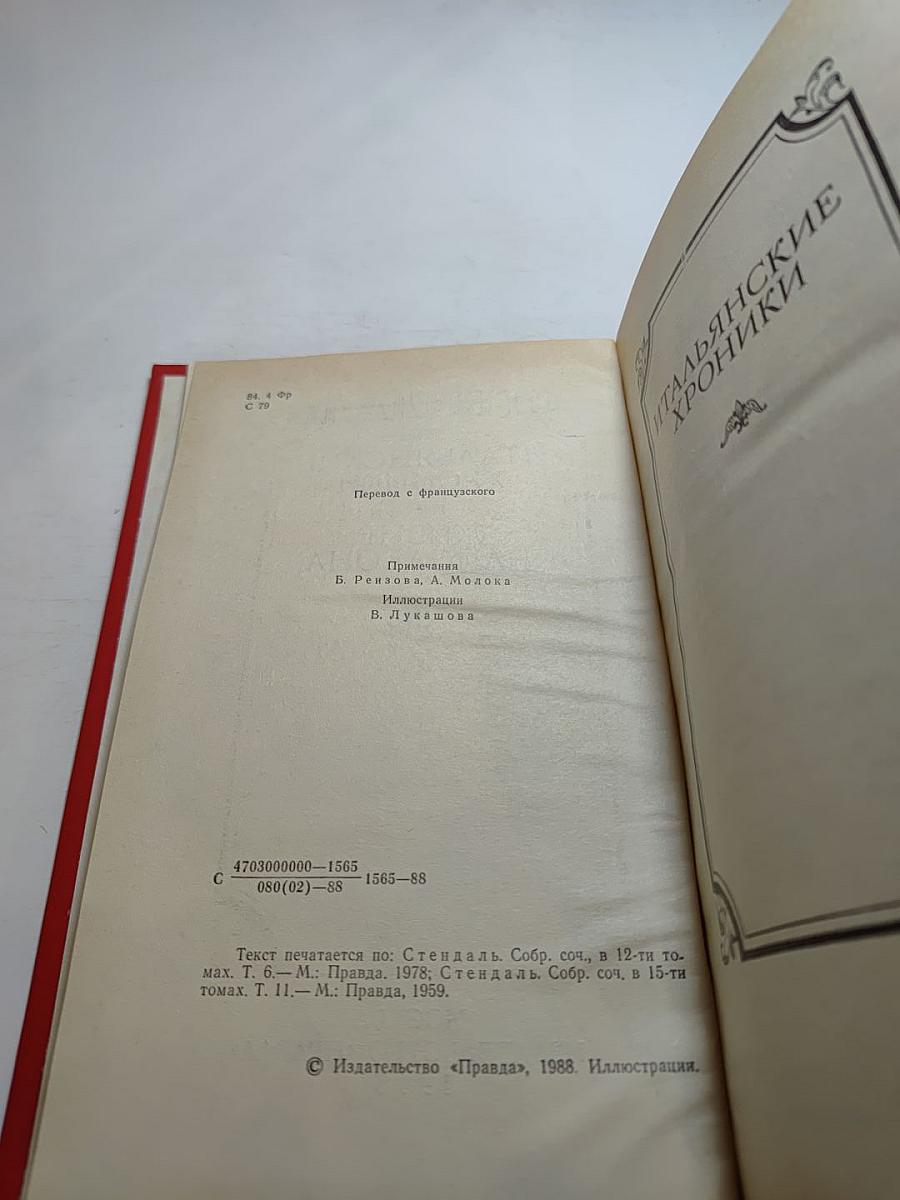 84. 4 Фр
С 79
Перевод с французского
Примечания
Б. Реизова, А. Молока
Иллюстрации
В. Лукашова
С 4703000000—1565 1565—88
080(02)—88
Текст печатается по: Стендаль. Собр. соч., в 12-ти то-
мах. Т. 6.— М.: Правда. 1978; Стендаль. Собр. соч. в 15-ти
томах. Т. 11.— М.: Правда, 1959.
© Издательство «Правда», 1988. Иллюстрации.
ИТАЛЬЯНСКИЕ
ХРОНИКИ